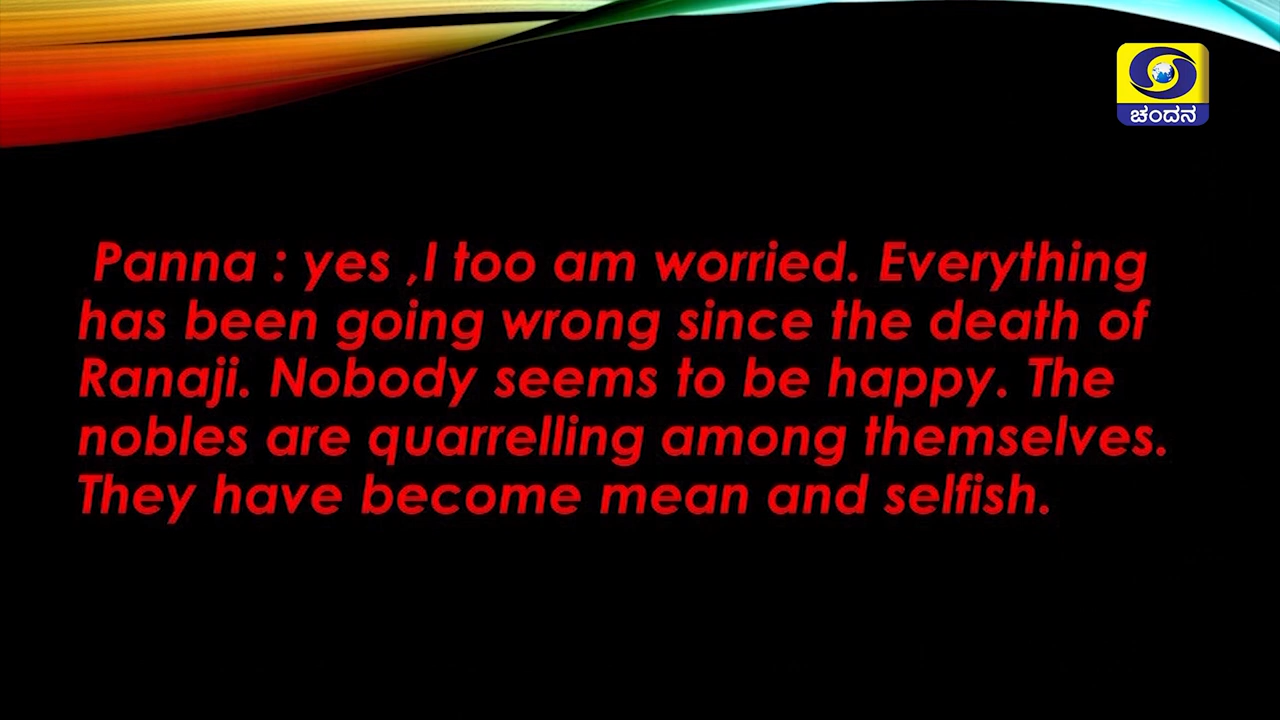 ಚಂದನ
Panna : yes ,I too am worried. Everything
has been going wrong since the death of
Ranaji. Nobody seems to be happy. The
nobles are quarrelling among themselves.
They have become mean and selfish.